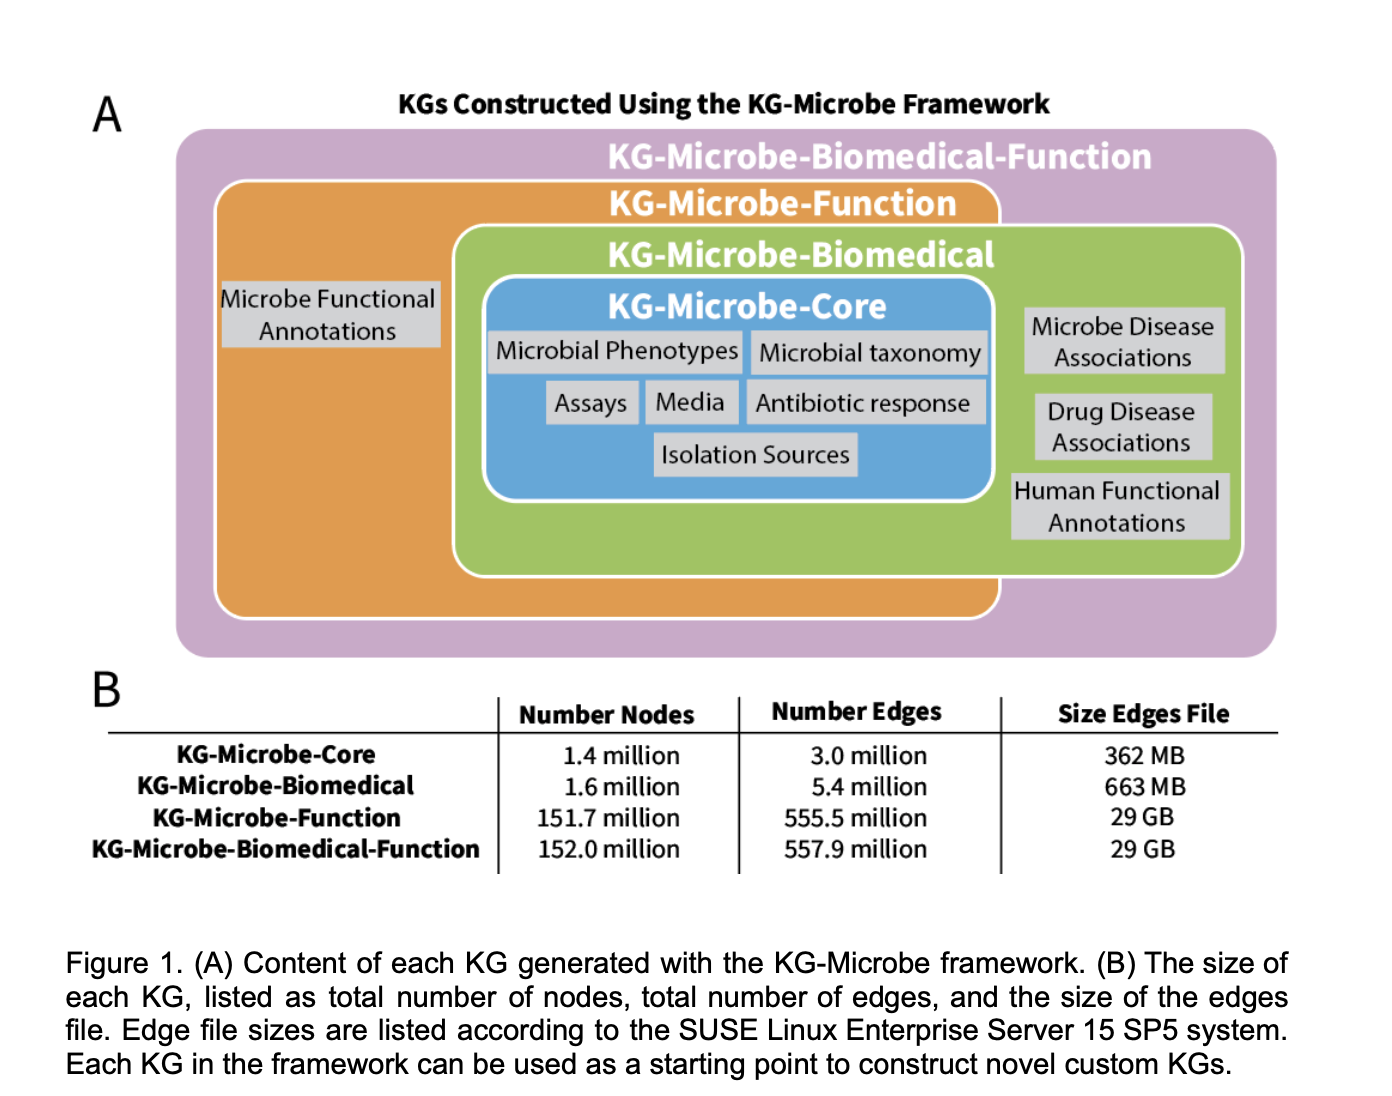 A
KGs Constructed Using the KG-Microbe Framework
KG-Microbe-Biomedical-Function
KG-Microbe-Function
KG-Microbe-Biomedical
KG-Microbe-Core
Microbe Functional
Annotations
Microbial Phenotypes
Microbial taxonomy
Assays
Media
Antibiotic response
Isolation Sources
Microbe Disease
Associations
Drug Disease
Associations
Human Functional
Annotations
B
Number Nodes Number Edges Size Edges File
KG-Microbe-Core 1.4 million 3.0 million 362 MB
KG-Microbe-Biomedical 1.6 million 5.4 million 663 MB
KG-Microbe-Function 151.7 million 555.5 million 29 GB
KG-Microbe-Biomedical-Function 152.0 million 557.9 million 29 GB
Figure 1. (A) Content of each KG generated with the KG-Microbe framework. (B) The size of
each KG, listed as total number of nodes, total number of edges, and the size of the edges
file. Edge file sizes are listed according to the SUSE Linux Enterprise Server 15 SP5 system.
Each KG in the framework can be used as a starting point to construct novel custom KGs.